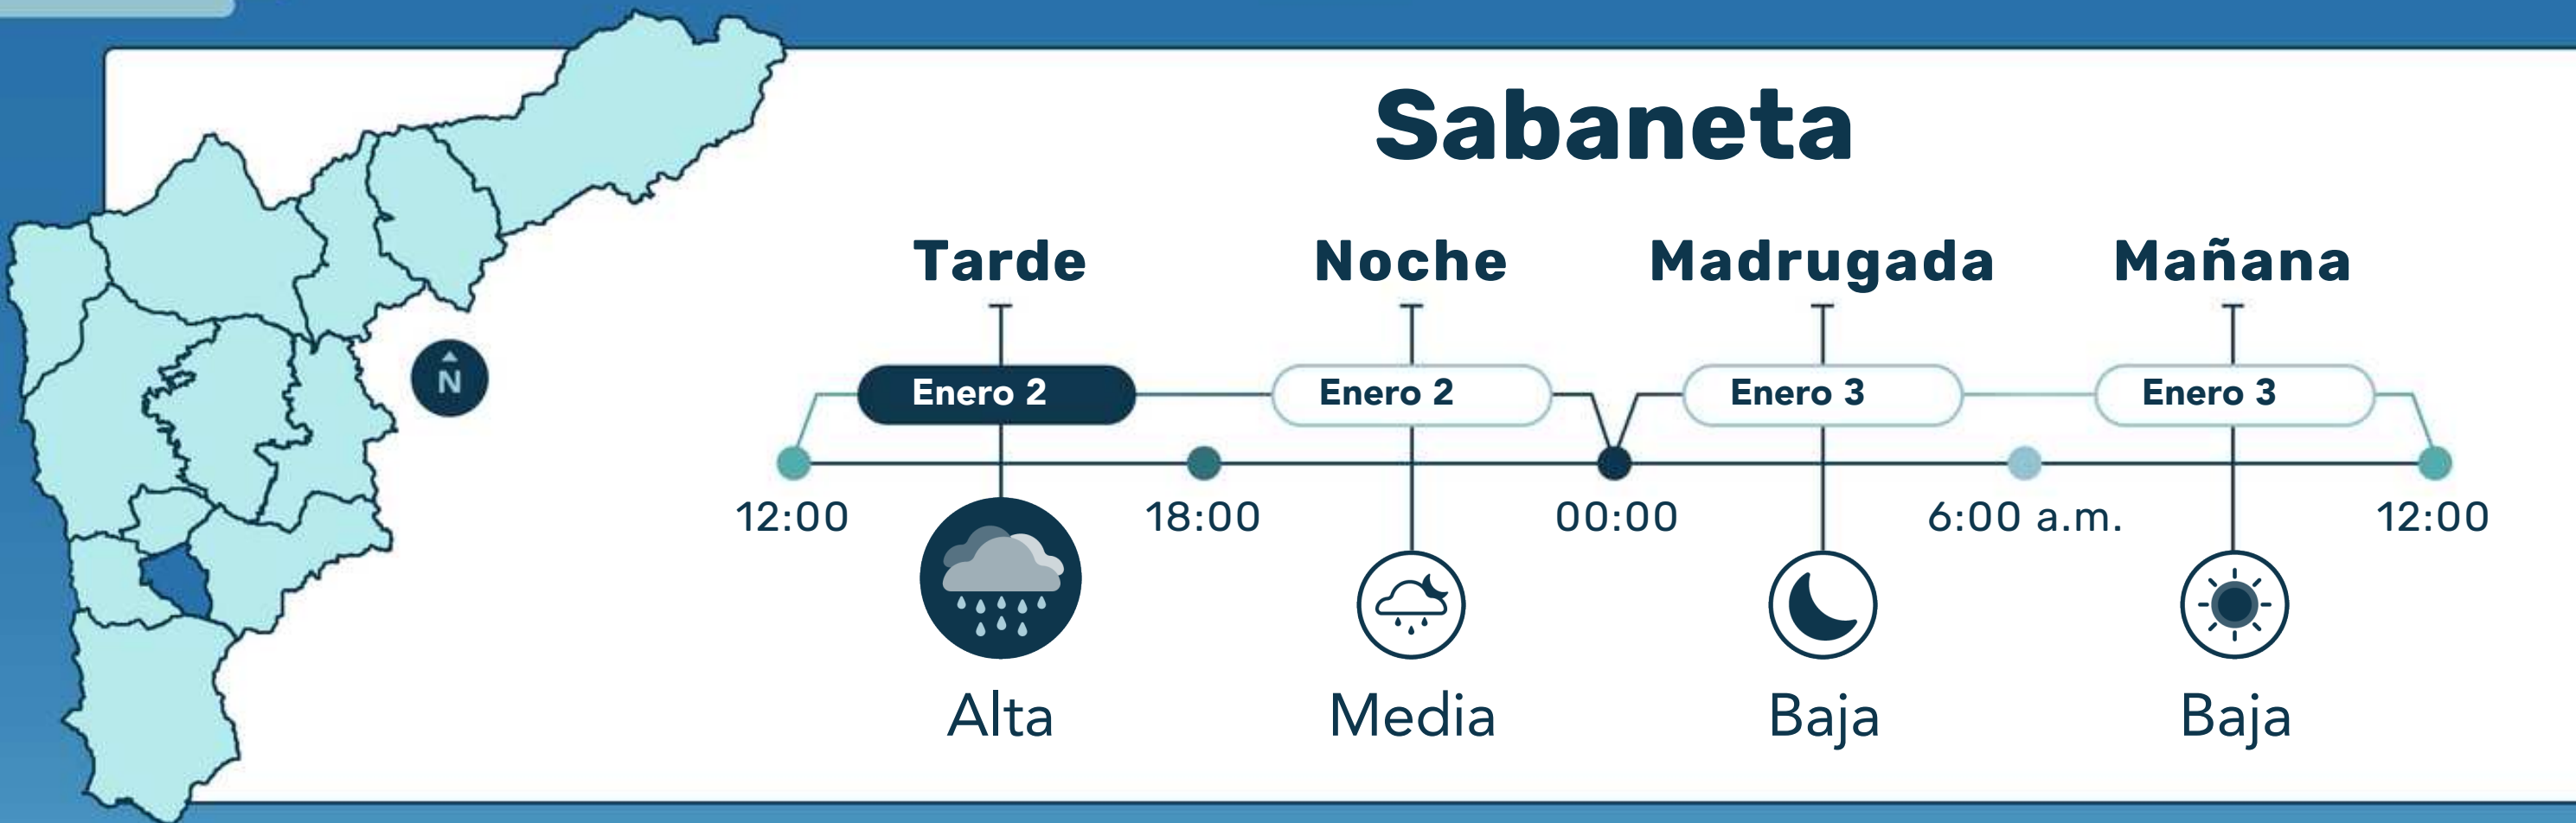 Sabaneta
Tarde Noche Madrugada Mañana
Enero 2 Enero 2 Enero 3 Enero 3
N
12:00 18:00 00:00 6:00 a.m. 12:00
Alta Media Baja Baja